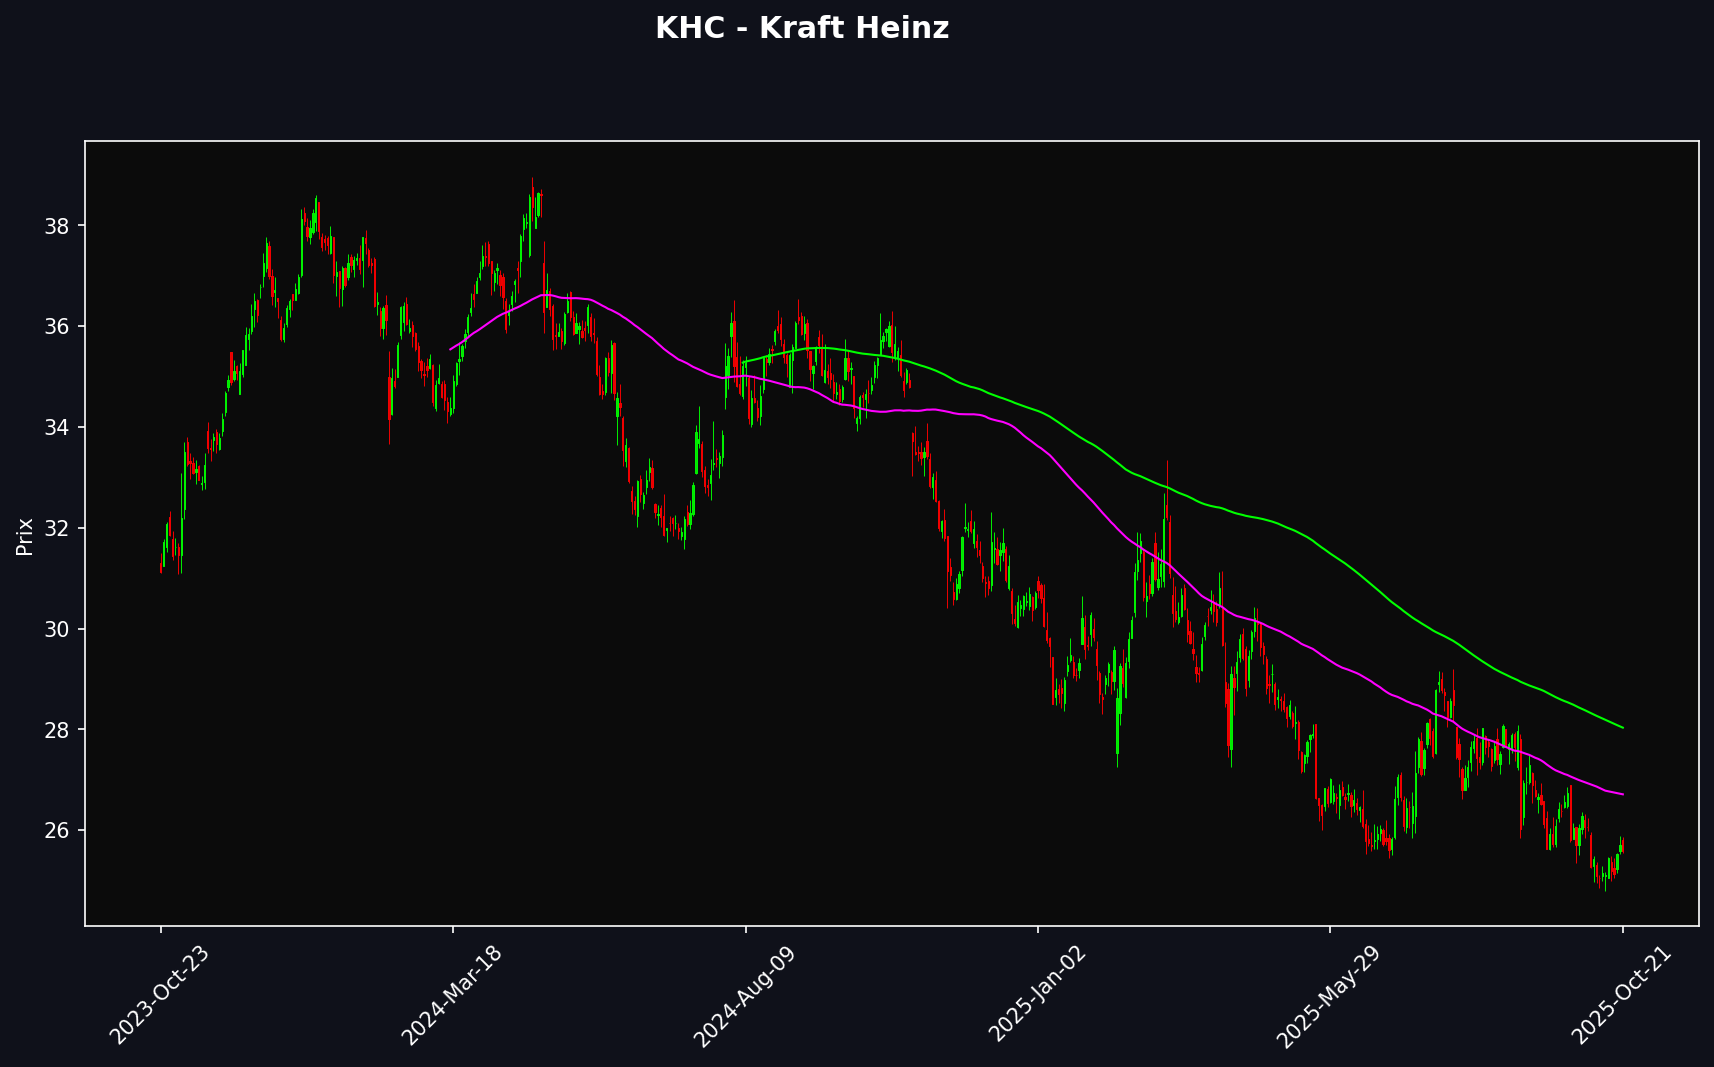 KHC - Kraft Heinz
Prix
38
36
34
32
30
28
26
2023-Oct-23
2024-Mar-18
2024-Aug-09
2025-Jan-02
2025-May-29
2025-Oct-21